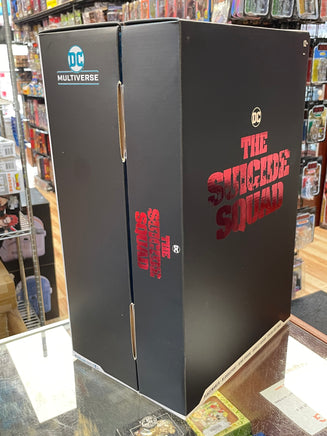 DC
MULTIVERSE
DC
THE
SUICIDE
SQUAD
THE
SUICIDE
SQUAD